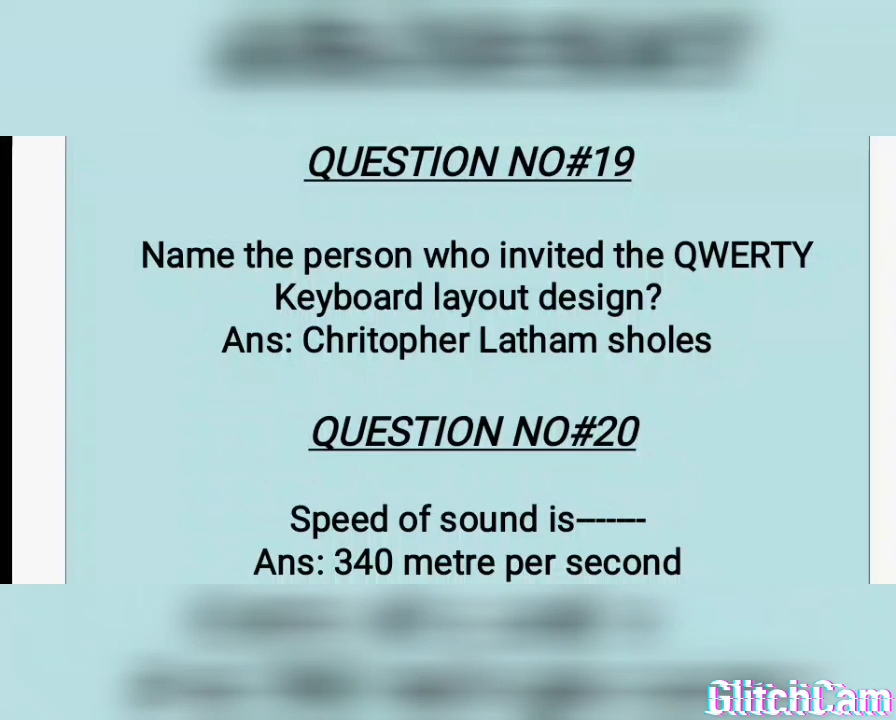 QUESTION NO#19
Name the person who invited the QWERTY
Keyboard layout design?
Ans: Chritopher Latham sholes
QUESTION NO#20
Speed of sound is-------
Ans: 340 metre per second
GlitchCam